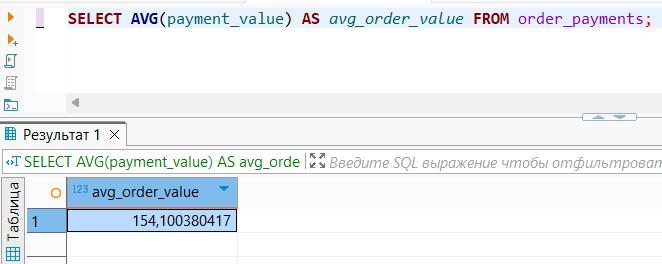 SELECT AVG(payment_value) AS avg_order_value FROM order_payments;
Результат 1
SELECT AVG(payment_value) AS avg_orde
Введите SQL выражение чтобы отфильтроват
Таблица
123 avg_order_value
1
154,100380417